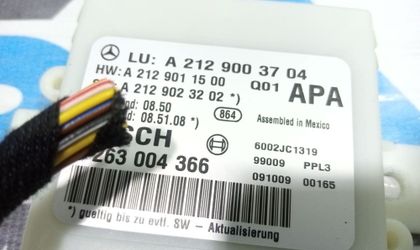 LU: A 212 900 37 04
HW: A 212 901 15 00 Q01 APA
A 212 902 32 02 *)
nd: 08.50
nd: 08.51.08 *) 864 Assembled in Mexico
6002JC1319
263 004 366 99009 PPL3
091009 00165
*) gueltig bis zu evtl. SW - Aktualisierung